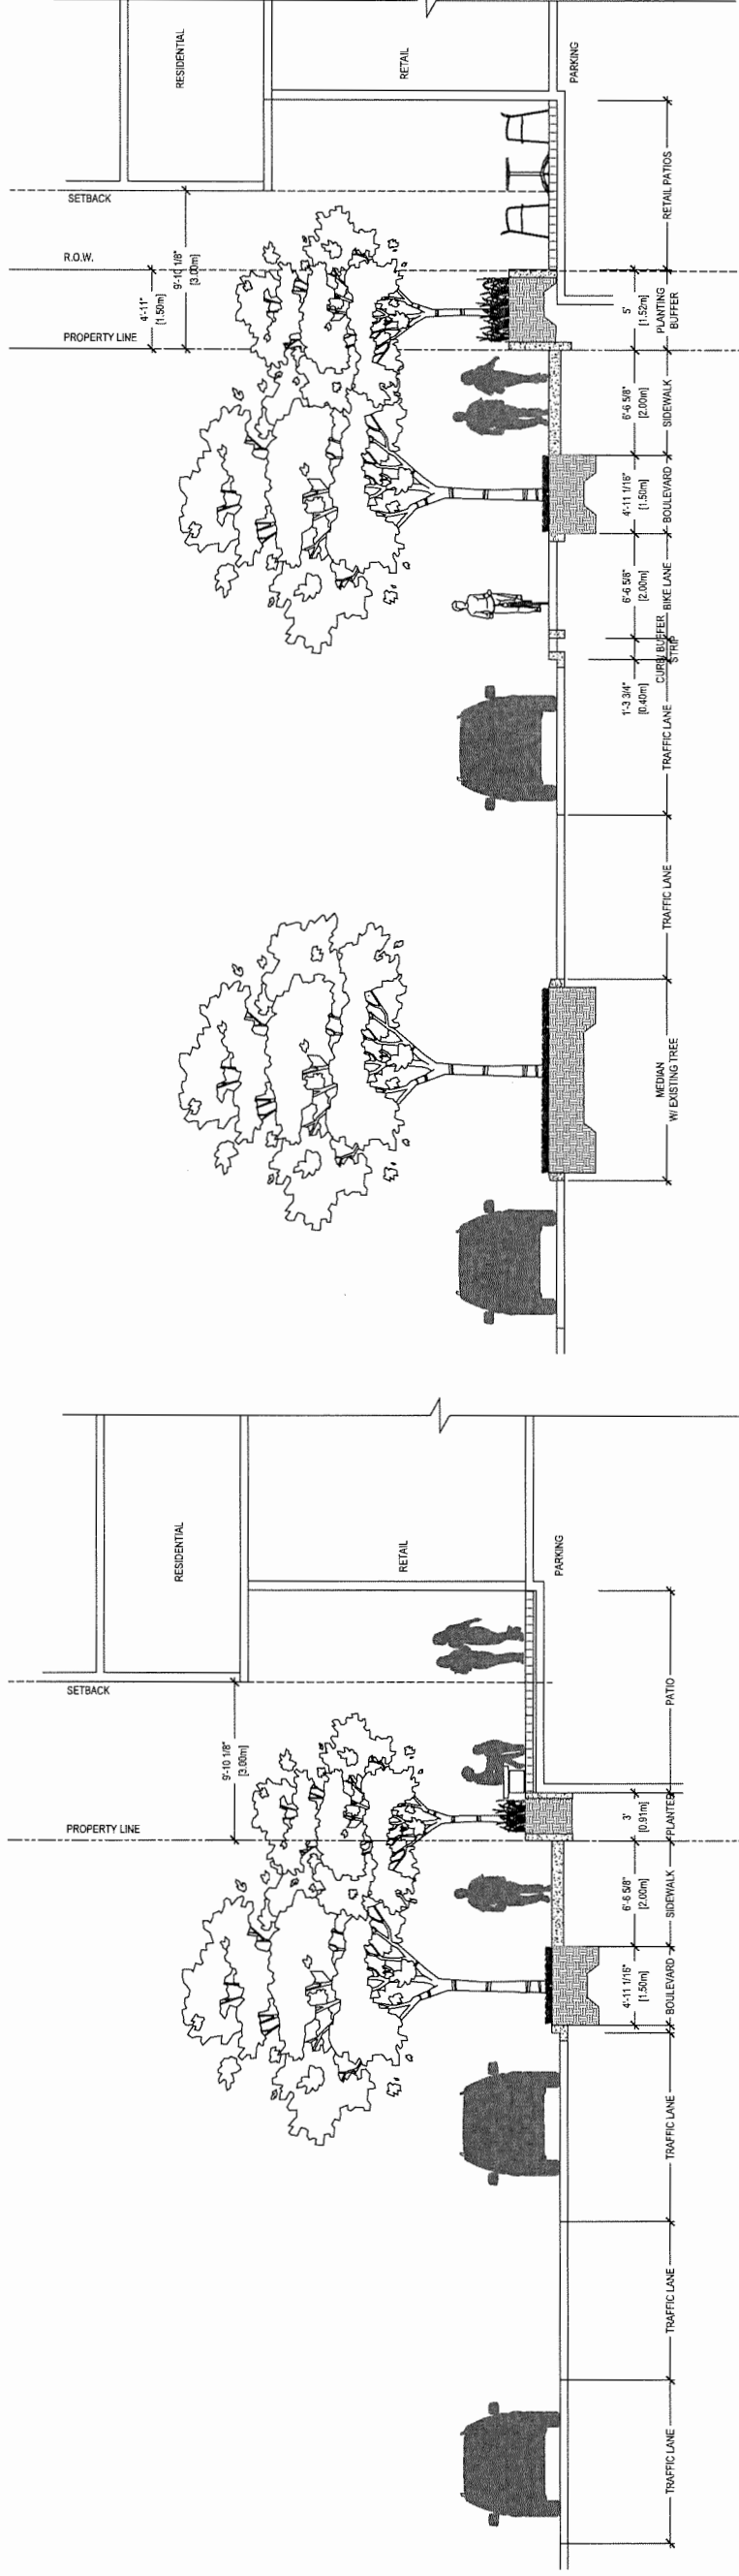 RESIDENTIAL
RETAIL
PARKING
SETBACK
R.O.W.
PROPERTY LINE
9'-10 1/8"
[3.00m]
4'-11"
[1.50m]
RETAIL PATIOS
5'
[1.52m]
PLANTING
BUFFER
6'-6 5/8"
[2.00m]
SIDEWALK
4'-11 1/16"
[1.50m]
BOULEVARD
6'-6 5/8"
[2.00m]
BIKE LANE
1'-3 3/4"
[0.40m]
CURB/ BUFFER
STRIP
TRAFFIC LANE
TRAFFIC LANE
MEDIAN
W/ EXISTING TREE
RESIDENTIAL
RETAIL
PARKING
SETBACK
9'-10 1/8"
[3.00m]
PROPERTY LINE
PATIO
3'
[0.91m]
PLANTER
6'-6 5/8"
[2.00m]
SIDEWALK
4'-11 1/16"
[1.50m]
BOULEVARD
TRAFFIC LANE
TRAFFIC LANE
TRAFFIC LANE